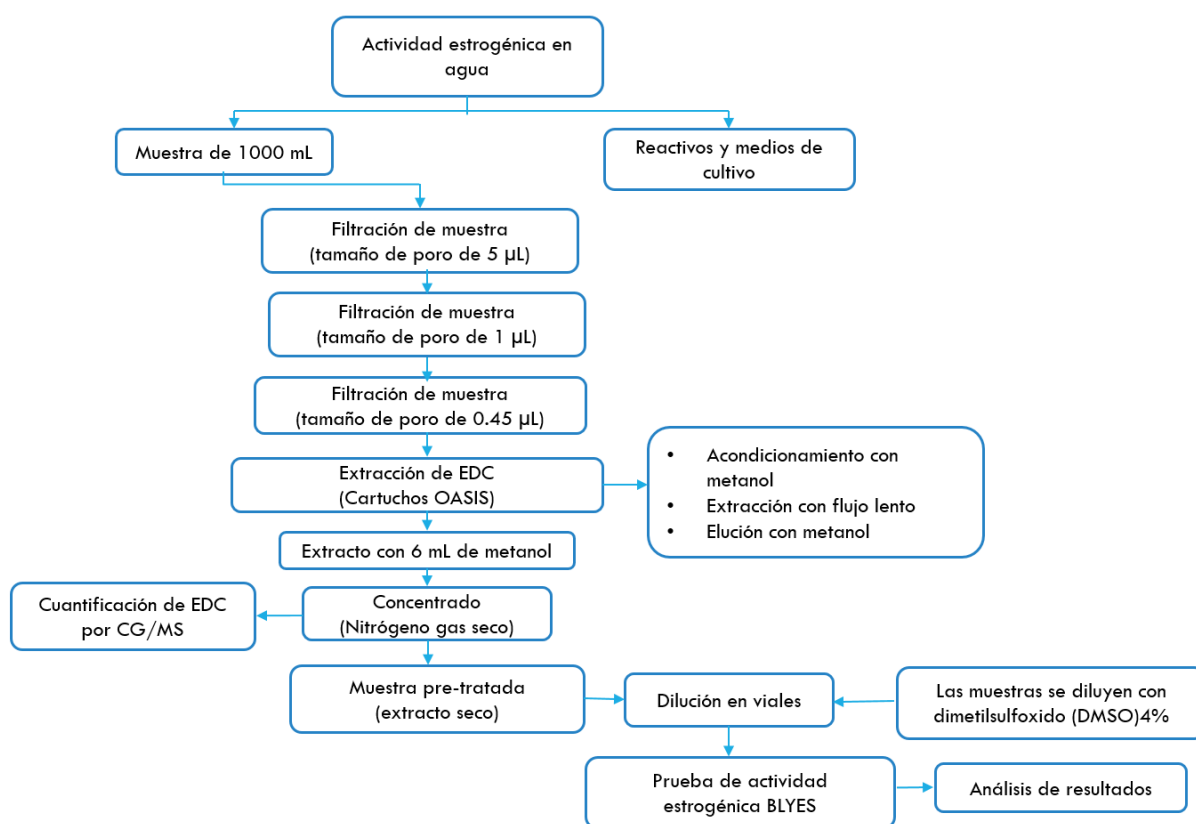 Actividad estrogénica en
agua
Muestra de 1000 mL
Reactivos y medios de
cultivo
Filtración de muestra
(tamaño de poro de 5 µL)
Filtración de muestra
(tamaño de poro de 1 µL)
Filtración de muestra
(tamaño de poro de 0.45 µL)
Extracción de EDC
(Cartuchos OASIS)
• Acondicionamiento con
metanol
• Extracción con flujo lento
• Elución con metanol
Extracto con 6 mL de metanol
Cuantificación de EDC
por CG/MS
Concentrado
(Nitrógeno gas seco)
Muestra pre-tratada
(extracto seco)
Dilución en viales
Las muestras se diluyen con
dimetilsulfoxido (DMSO)4%
Prueba de actividad
estrogénica BLYES
Análisis de resultados